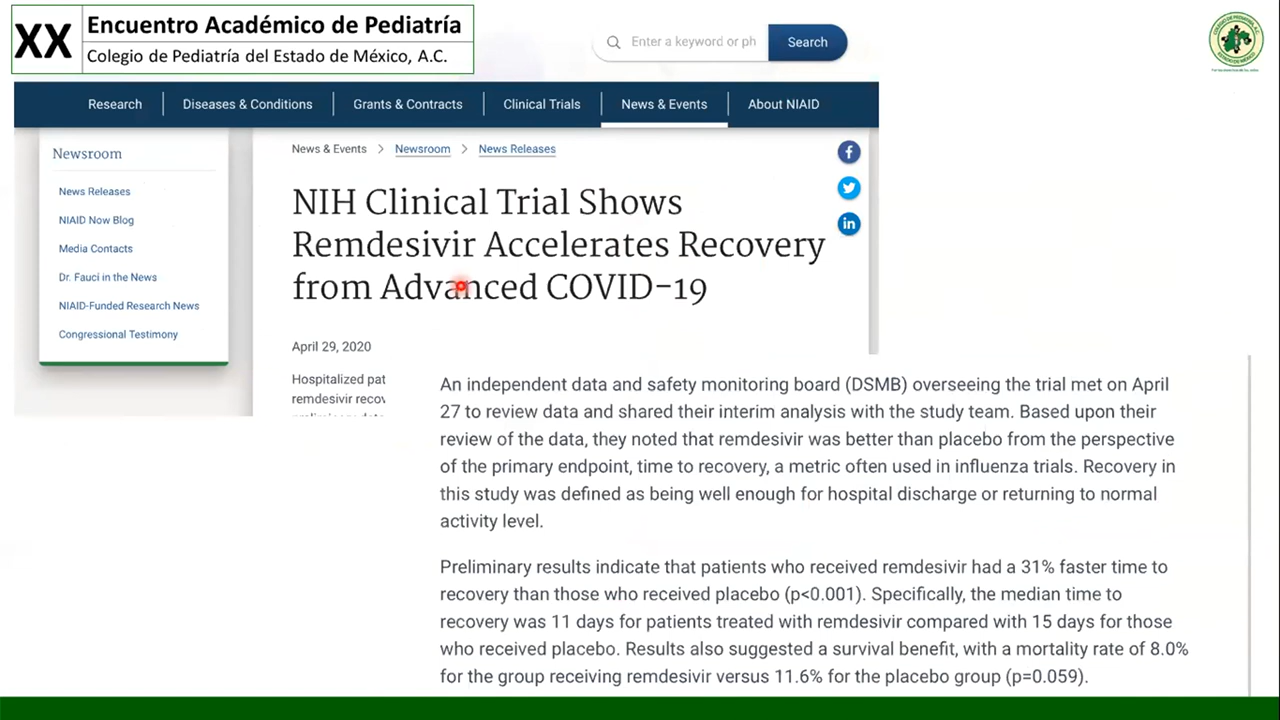 XX
Encuentro Académico de Pediatría
Colegio de Pediatría del Estado de México, A.C.
Enter a keyword or ph
Search
Research
Diseases & Conditions
Grants & Contracts
Clinical Trials
News & Events
About NIAID
Newsroom
News Releases
NIAID Now Blog
Media Contacts
Dr. Fauci in the News
NIAID-Funded Research News
Congressional Testimony
News & Events > Newsroom > News Releases
NIH Clinical Trial Shows
Remdesivir Accelerates Recovery
from Advanced COVID-19
April 29, 2020
Hospitalized pat
remdesivir recov
An independent data and safety monitoring board (DSMB) overseeing the trial met on April
27 to review data and shared their interim analysis with the study team. Based upon their
review of the data, they noted that remdesivir was better than placebo from the perspective
of the primary endpoint, time to recovery, a metric often used in influenza trials. Recovery in
this study was defined as being well enough for hospital discharge or returning to normal
activity level.
Preliminary results indicate that patients who received remdesivir had a 31% faster time to
recovery than those who received placebo (p<0.001). Specifically, the median time to
recovery was 11 days for patients treated with remdesivir compared with 15 days for those
who received placebo. Results also suggested a survival benefit, with a mortality rate of 8.0%
for the group receiving remdesivir versus 11.6% for the placebo group (p=0.059).